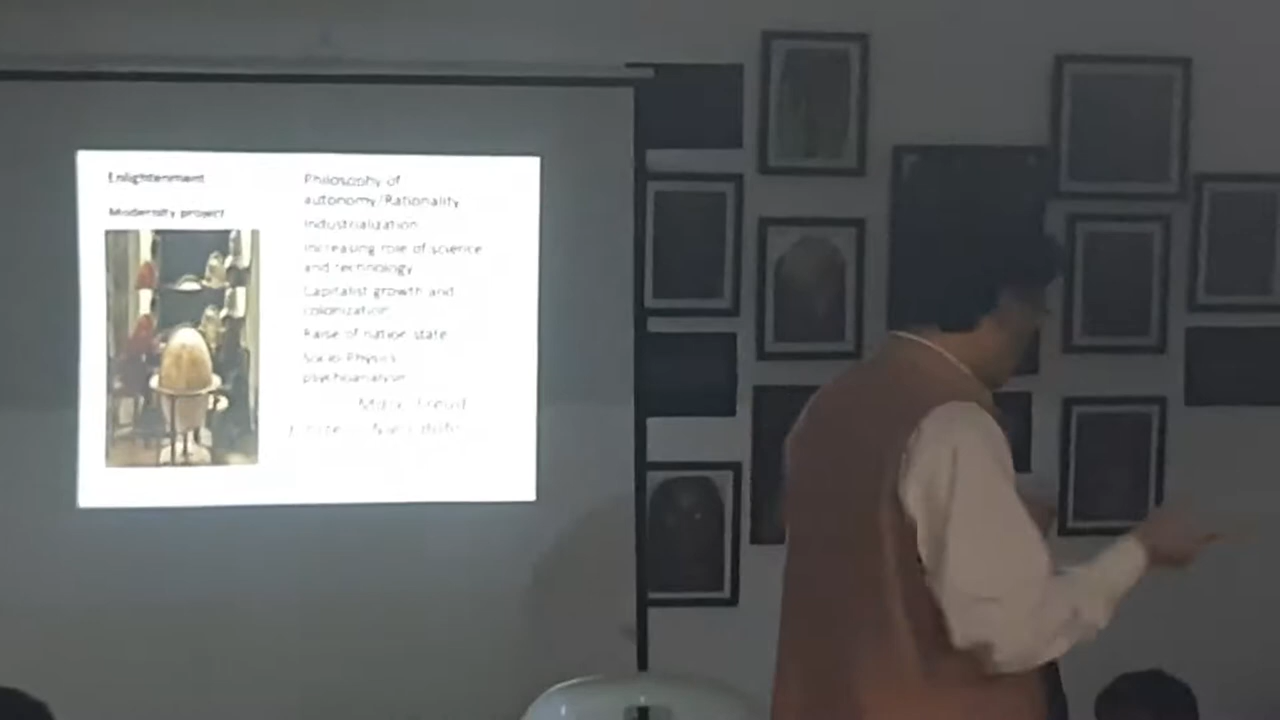 Enlightenment
Modernity project
Philosophy of
autonomy/Rationality
Industrialization
Increasing role of science
and technology
Capitalist growth and
colonization
Raise of nation state
Socio Physics
psychoanalysis
Marx Freud